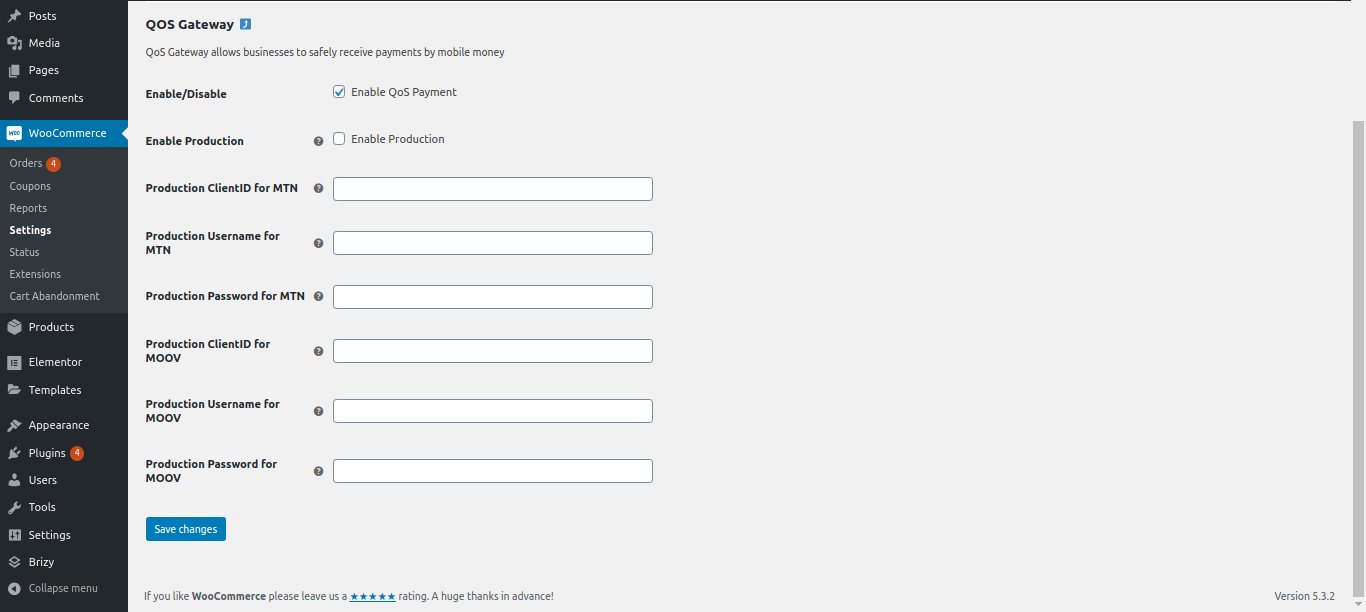 Posts
Media
Pages
Comments
WooCommerce
Orders 4
Coupons
Reports
Settings
Status
Extensions
Cart Abandonment
Products
Elementor
Templates
Appearance
Plugins 4
Users
Tools
Settings
Brizy
Collapse menu
QOS Gateway
QoS Gateway allows businesses to safely receive payments by mobile money
Enable/Disable
Enable QoS Payment
Enable Production
Enable Production
Production ClientID for MTN
Production Username for
MTN
Production Password for MTN
Production ClientID for
MOOV
Production Username for
MOOV
Production Password for
MOOV
Save changes
If you like WooCommerce please leave us a ★★★★★ rating. A huge thanks in advance!
Version 5.3.2